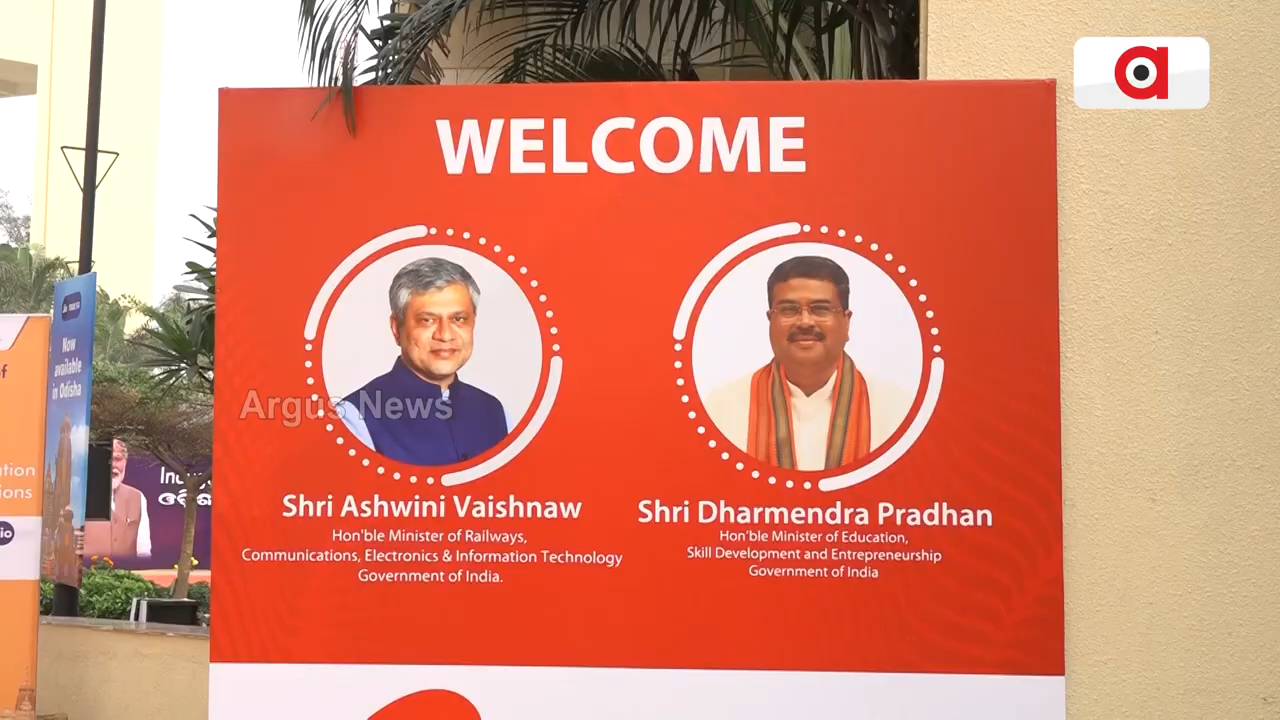 WELCOME
Shri Ashwini Vaishnaw
Hon'ble Minister of Railways,
Communications, Electronics & Information Technology
Government of India.
Shri Dharmendra Pradhan
Hon'ble Minister of Education,
Skill Development and Entrepreneurship
Government of India
Argus News
a
Now
available
in Odisha